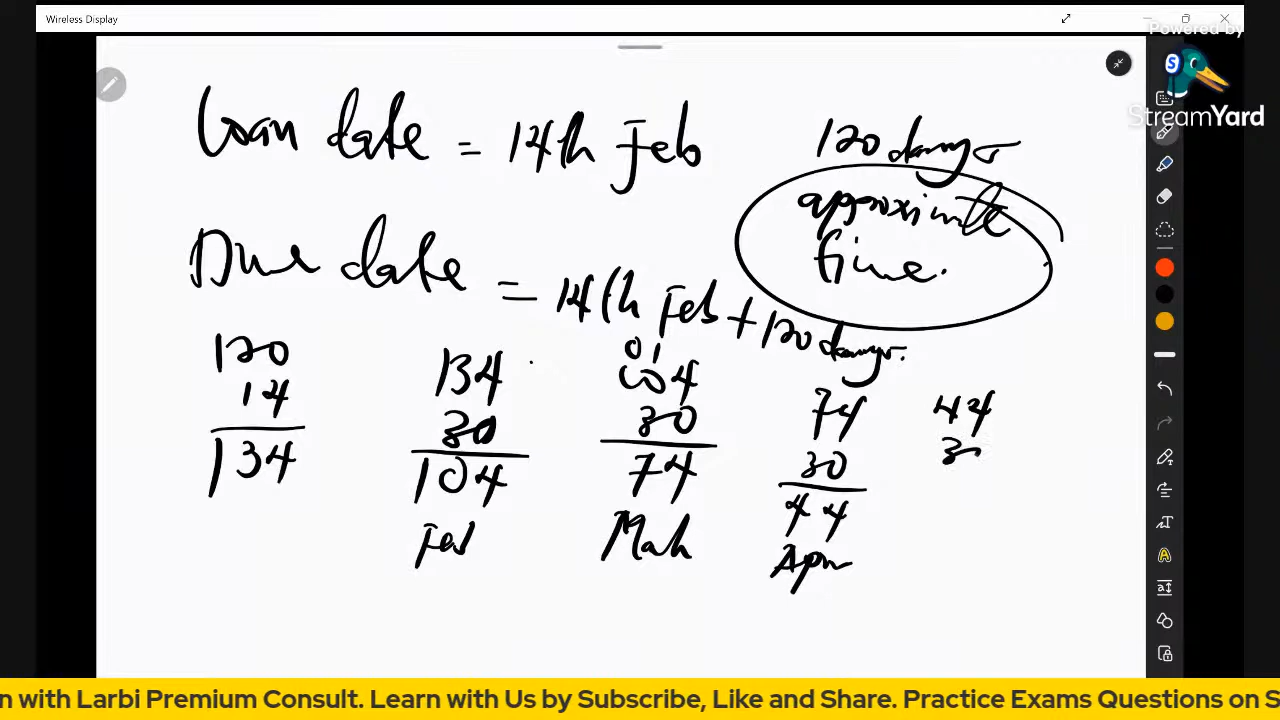 Wireless Display
Powered by
StreamYard
Loan date = 14th Feb
120 days
approximate
time.
Due date = 14th Feb + 120 days.
120
14
134
134
30
104
Feb
0 1
104
30
74
Mah
74
30
44
Apr
44
30
n with Larbi Premium Consult. Learn with Us by Subscribe, Like and Share. Practice Exams Questions on S